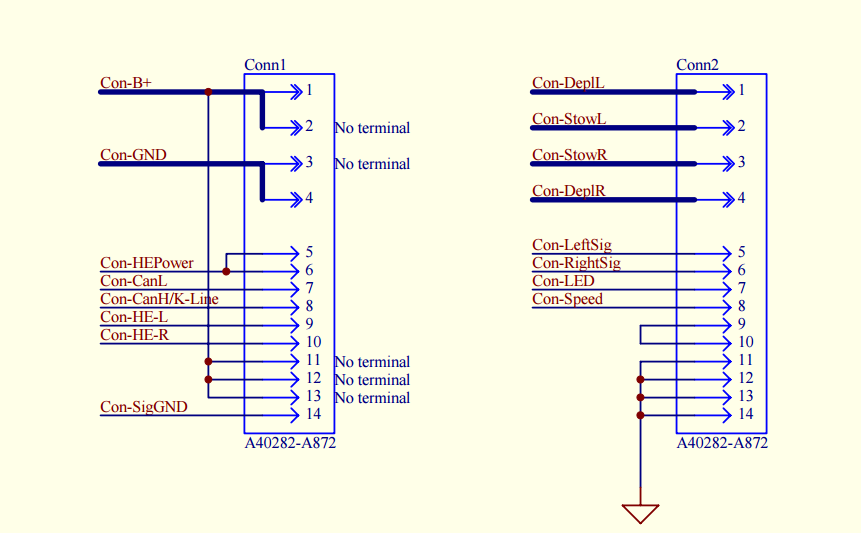 Conn1
Con-B+
1
2
No terminal
Con-GND
3
No terminal
4
5
Con-HEPower
6
Con-CanL
7
Con-CanH/K-Line
8
Con-HE-L
9
Con-HE-R
10
11
No terminal
12
No terminal
13
No terminal
Con-SigGND
14
A40282-A872
Conn2
Con-DeplL
1
Con-StowL
2
Con-StowR
3
Con-DeplR
4
Con-LeftSig
5
Con-RightSig
6
Con-LED
7
Con-Speed
8
9
10
11
12
13
14
A40282-A872